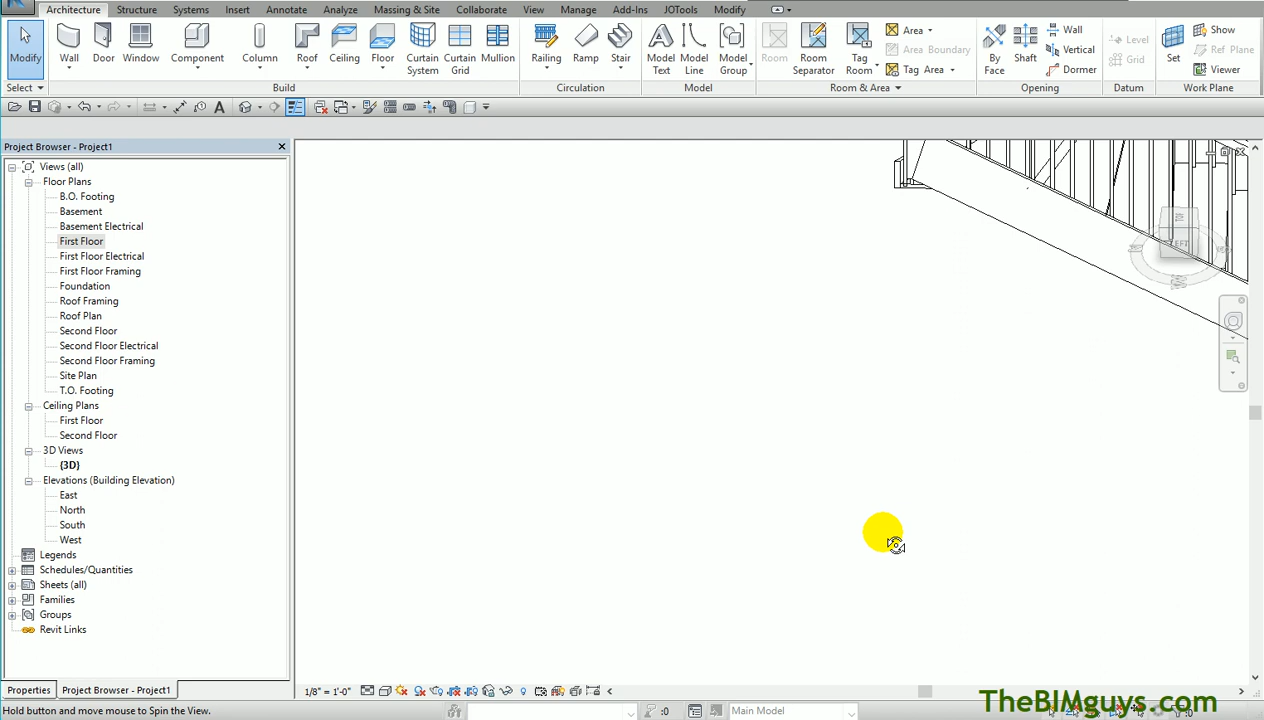 Architecture Structure Systems Insert Annotate Analyze Massing & Site Collaborate View Manage Add-Ins JOTools Modify
Modify Wall Door Window Component Column Roof Ceiling Floor Curtain System Curtain Grid Mullion Railing Ramp Stair Model Text Model Line Model Group Room Room Separator Tag Room Area Area Boundary Tag Area By Face Shaft Wall Vertical Dormer Level Grid Set Show Ref Plane Viewer
Select Build Circulation Model Room & Area Opening Datum Work Plane
Project Browser - Project1
Views (all)
Floor Plans
B.O. Footing
Basement
Basement Electrical
First Floor
First Floor Electrical
First Floor Framing
Foundation
Roof Framing
Roof Plan
Second Floor
Second Floor Electrical
Second Floor Framing
Site Plan
T.O. Footing
Ceiling Plans
First Floor
Second Floor
3D Views
{3D}
Elevations (Building Elevation)
East
North
South
West
Legends
Schedules/Quantities
Sheets (all)
Families
Groups
Revit Links
TOP
LEFT
Properties Project Browser - Project1
1/8" = 1'-0"
Hold button and move mouse to Spin the View.
:0 Main Model :0
TheBIMguys.com